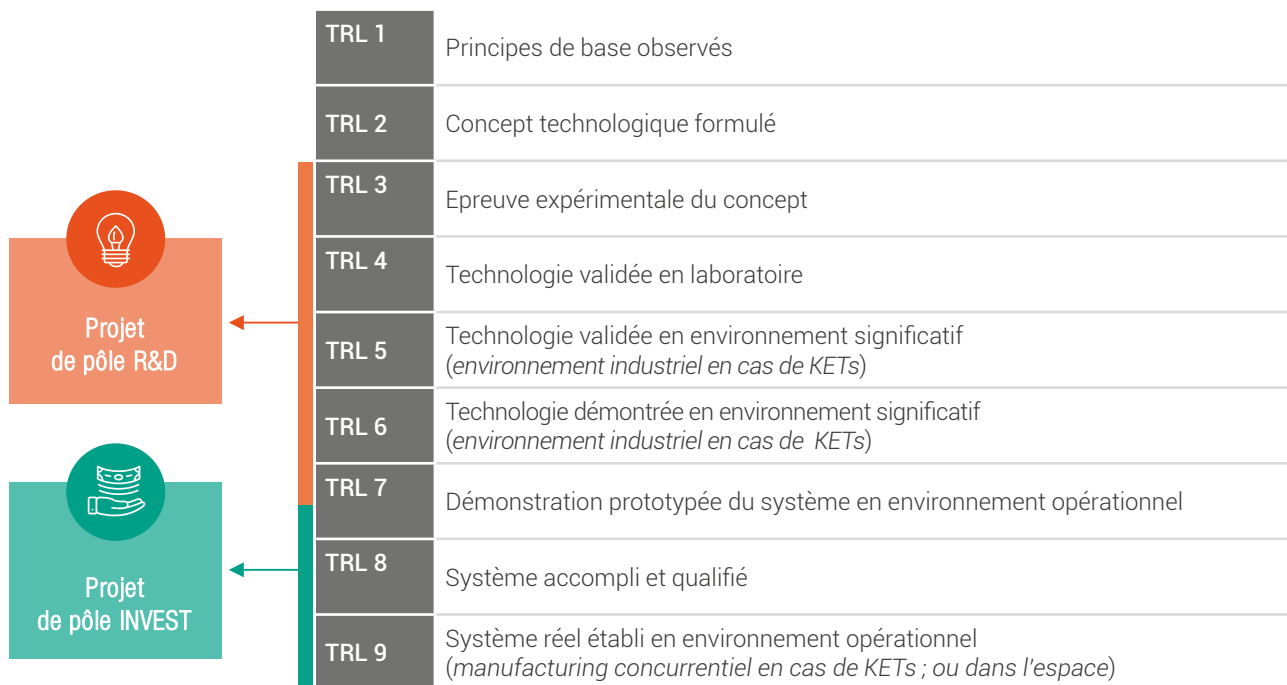 TRL 1
Principes de base observés
TRL 2
Concept technologique formulé
TRL 3
Epreuve expérimentale du concept
TRL 4
Technologie validée en laboratoire
TRL 5
Technologie validée en environnement significatif
(environnement industriel en cas de KETs)
TRL 6
Technologie démontrée en environnement significatif
(environnement industriel en cas de KETs)
TRL 7
Démonstration prototypée du système en environnement opérationnel
TRL 8
Système accompli et qualifié
TRL 9
Système réel établi en environnement opérationnel
(manufacturing concurrentiel en cas de KETs ; ou dans l'espace)
Projet
de pôle R&D
Projet
de pôle INVEST